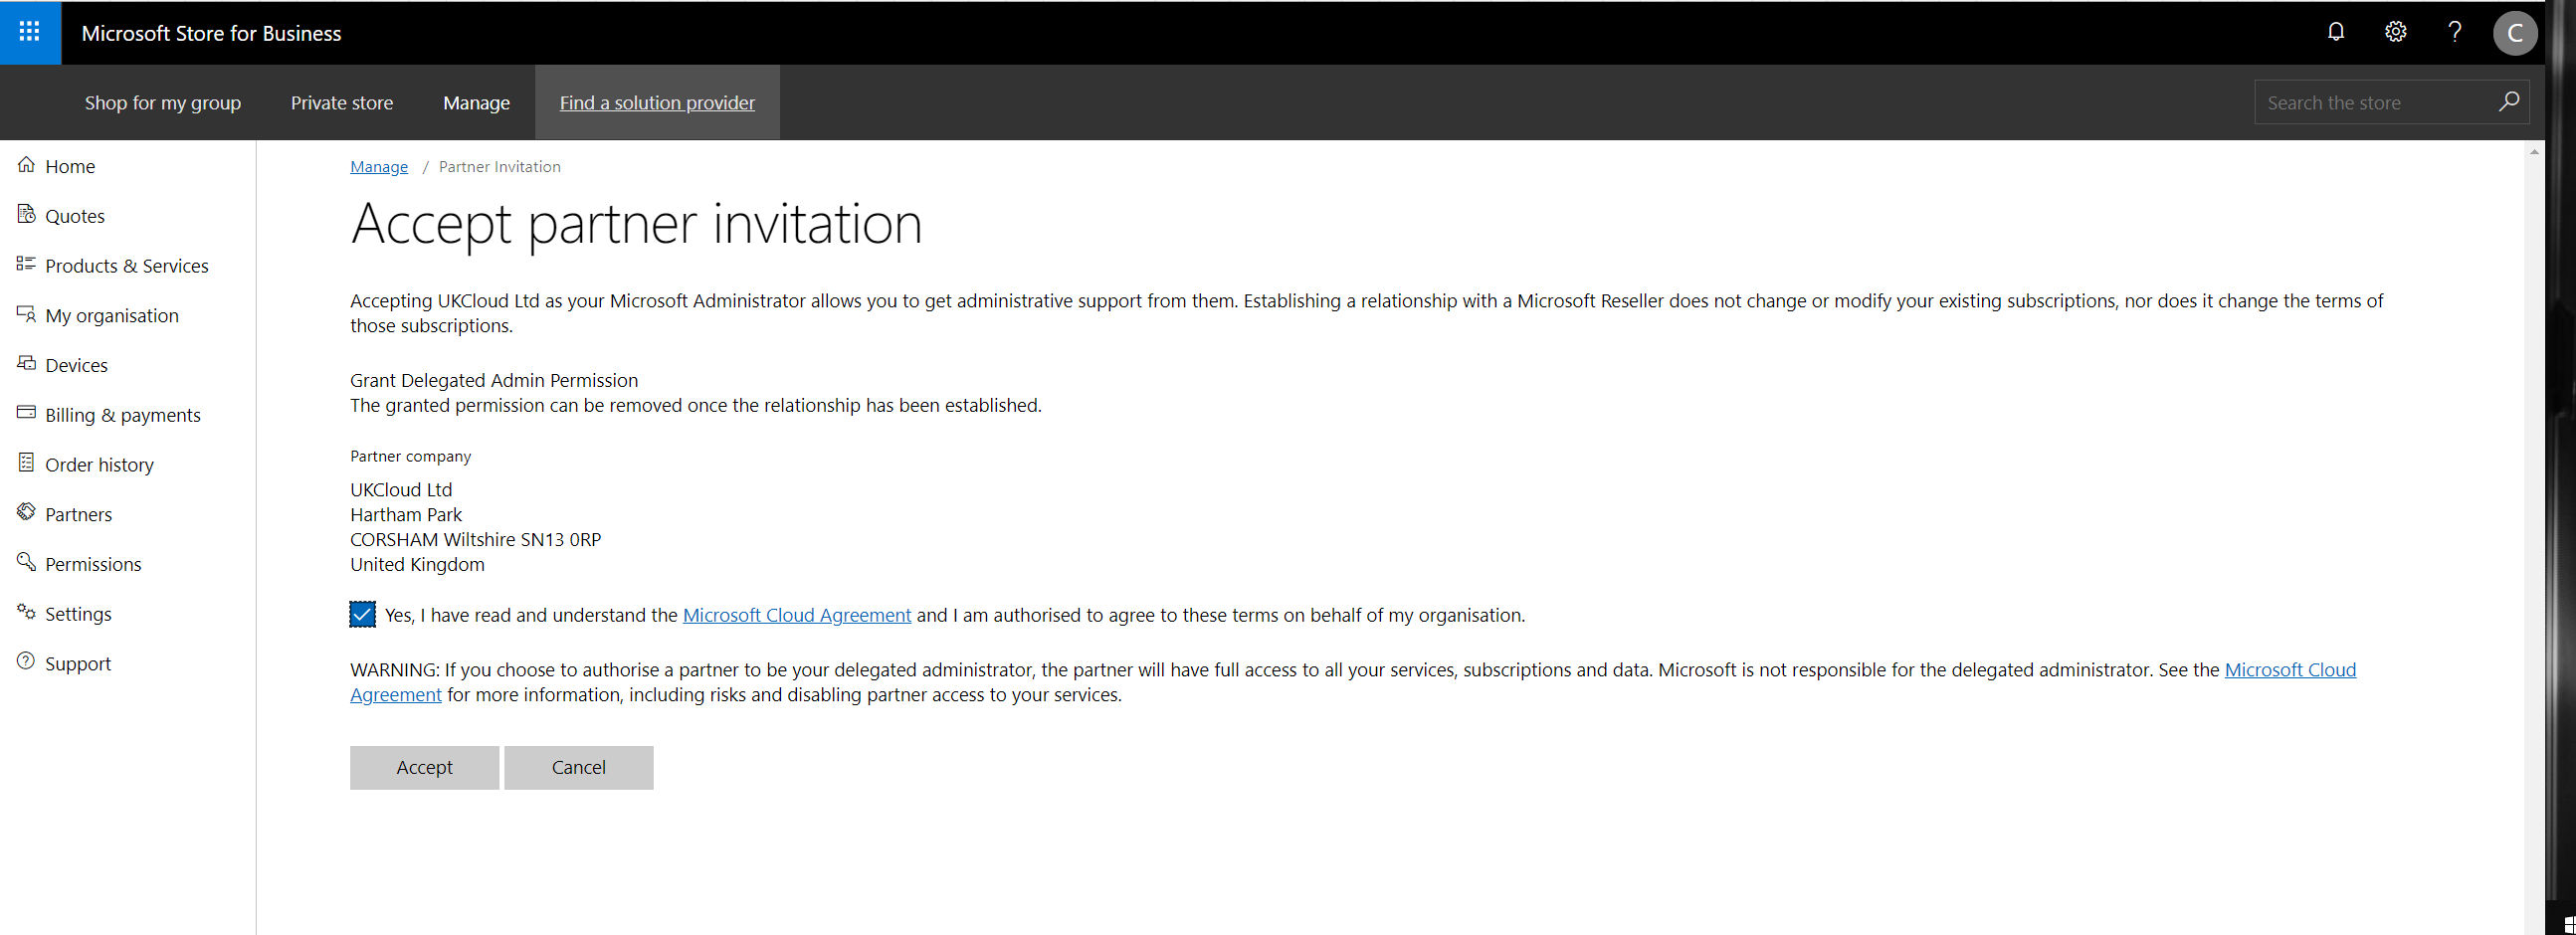 Microsoft Store for Business
?
C
Shop for my group
Private store
Manage
Find a solution provider
Search the store
Home
Quotes
Products & Services
My organisation
Devices
Billing & payments
Order history
Partners
Permissions
Settings
Support
Manage / Partner Invitation
Accept partner invitation
Accepting UKCloud Ltd as your Microsoft Administrator allows you to get administrative support from them. Establishing a relationship with a Microsoft Reseller does not change or modify your existing subscriptions, nor does it change the terms of
those subscriptions.
Grant Delegated Admin Permission
The granted permission can be removed once the relationship has been established.
Partner company
UKCloud Ltd
Hartham Park
CORSHAM Wiltshire SN13 0RP
United Kingdom
Yes, I have read and understand the Microsoft Cloud Agreement and I am authorised to agree to these terms on behalf of my organisation.
WARNING: If you choose to authorise a partner to be your delegated administrator, the partner will have full access to all your services, subscriptions and data. Microsoft is not responsible for the delegated administrator. See the Microsoft Cloud
Agreement for more information, including risks and disabling partner access to your services.
Accept
Cancel